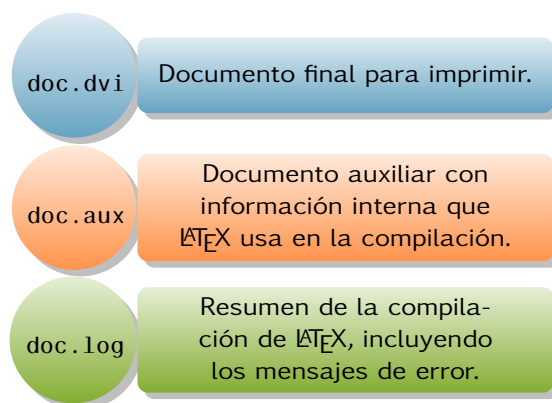 doc.dvi
Documento final para imprimir.
doc.aux
Documento auxiliar con
información interna que
LATEX usa en la compilación.
doc.log
Resumen de la compila-
ción de LATEX, incluyendo
los mensajes de error.